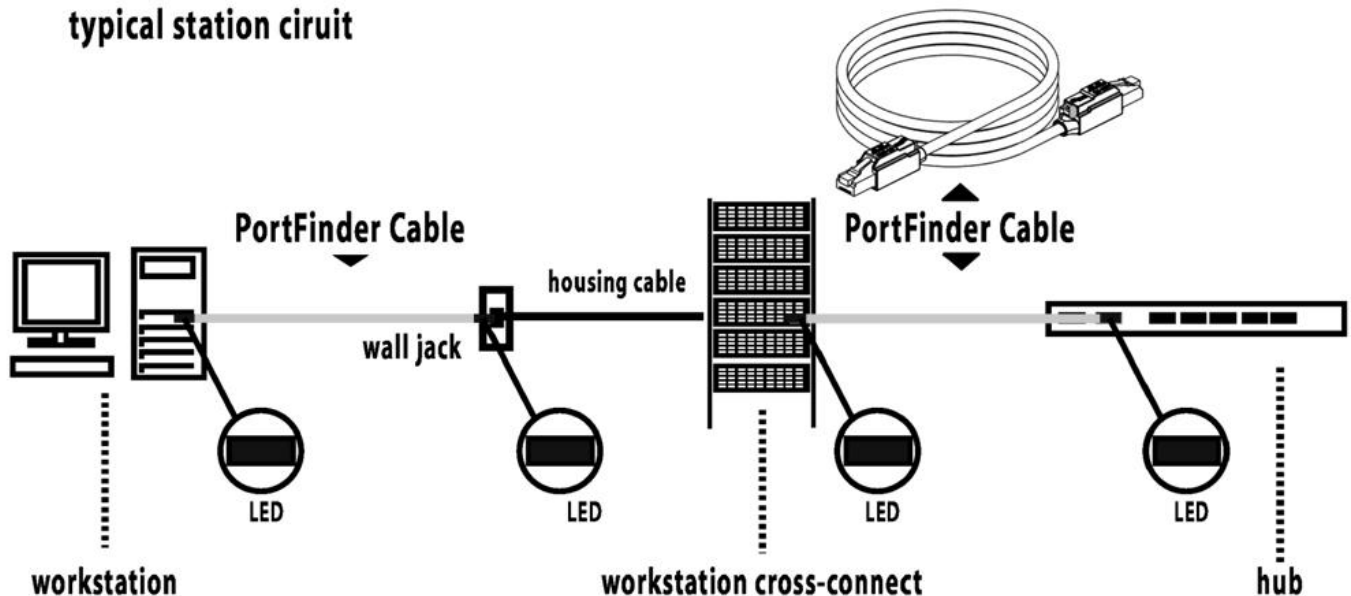 typical station ciruit
PortFinder Cable
PortFinder Cable
housing cable
wall jack
LED
LED
LED
LED
workstation
workstation cross-connect
hub